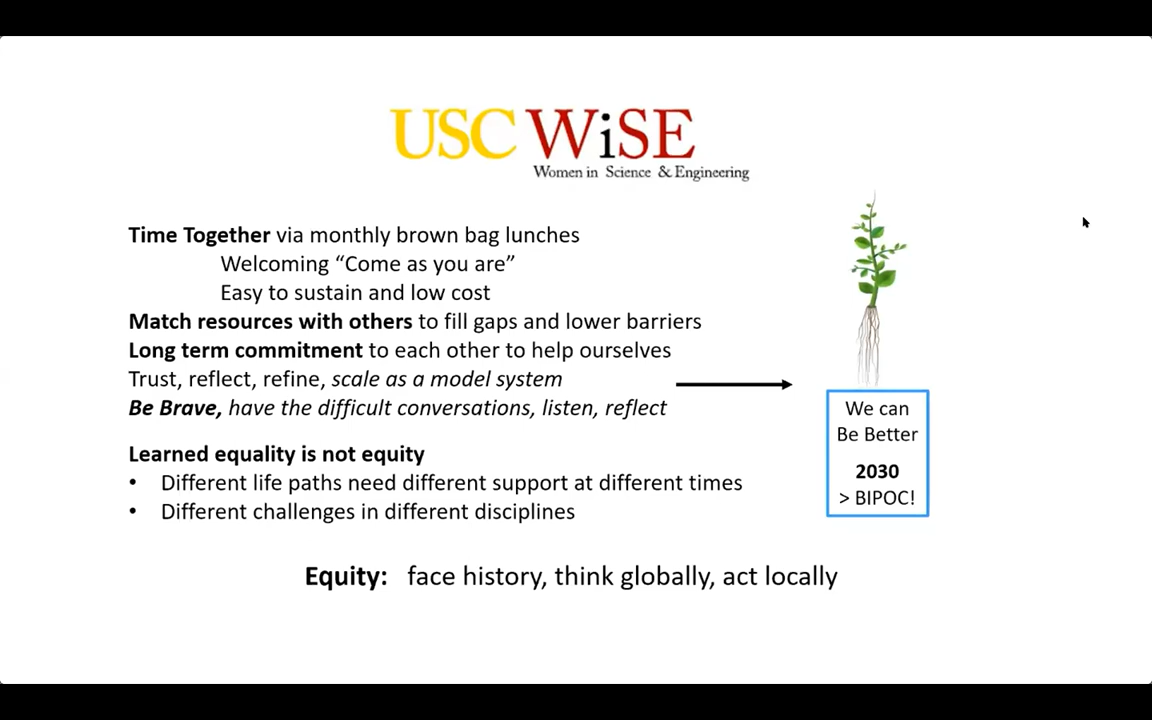 USC WiSE
Women in Science & Engineering
Time Together via monthly brown bag lunches
Welcoming “Come as you are”
Easy to sustain and low cost
Match resources with others to fill gaps and lower barriers
Long term commitment to each other to help ourselves
Trust, reflect, refine, scale as a model system
Be Brave, have the difficult conversations, listen, reflect
Learned equality is not equity
• Different life paths need different support at different times
• Different challenges in different disciplines
We can
Be Better
2030
> BIPOC!
Equity: face history, think globally, act locally